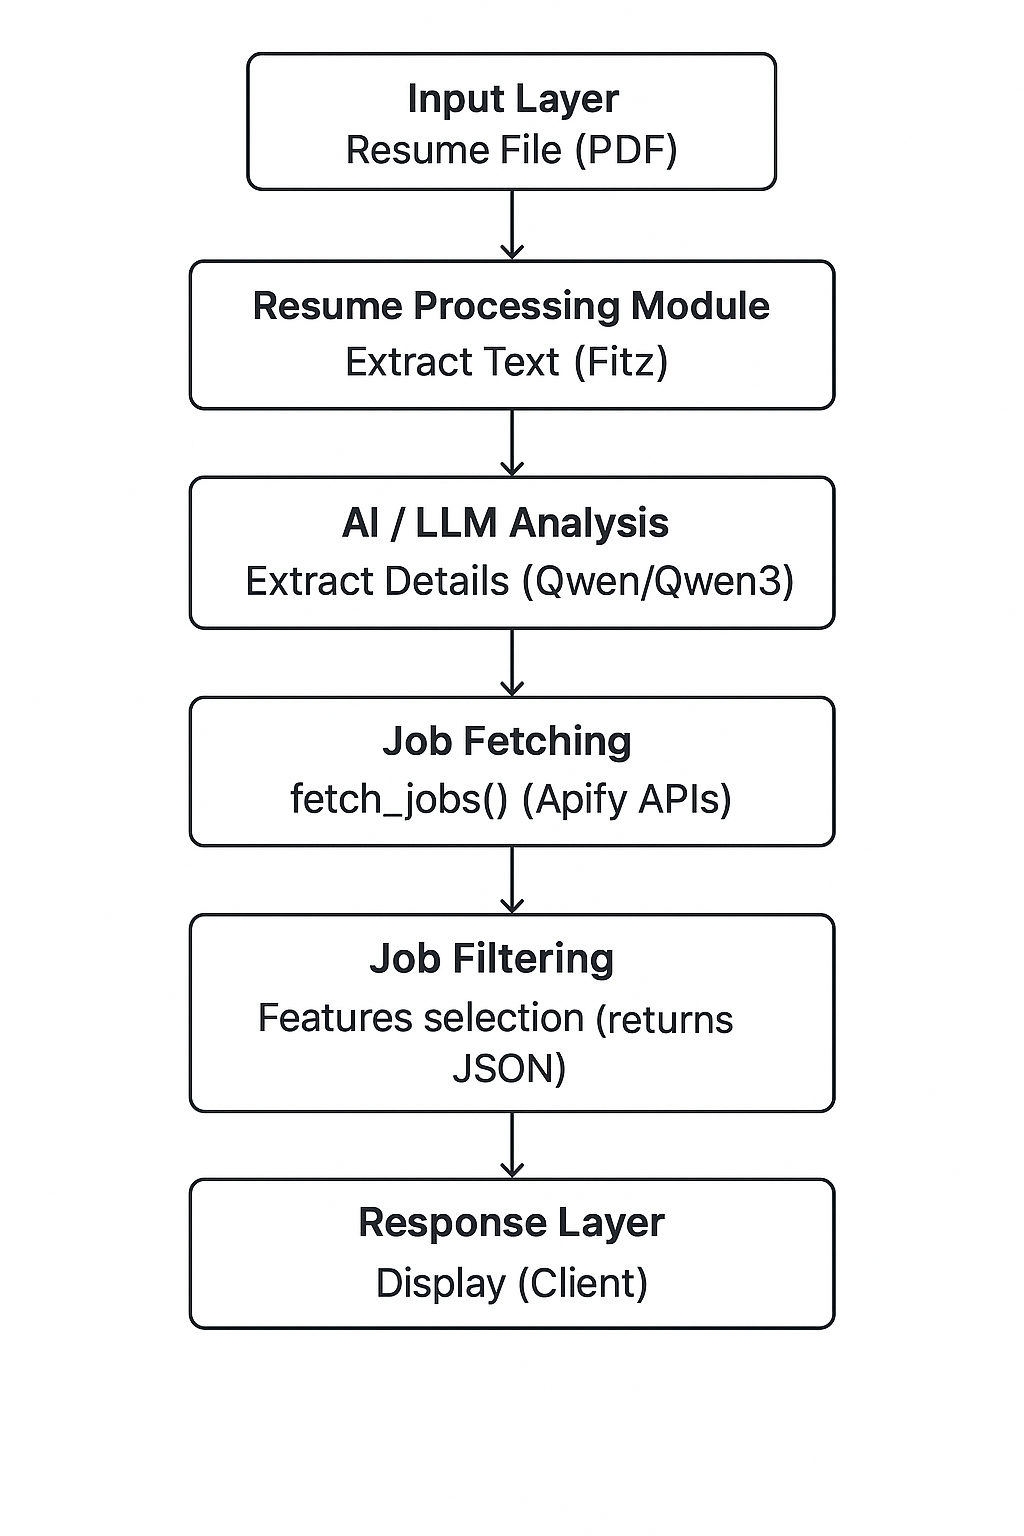 Input Layer
Resume File (PDF)
Resume Processing Module
Extract Text (Fitz)
AI / LLM Analysis
Extract Details (Qwen/Qwen3)
Job Fetching
fetch_jobs() (Apify APIs)
Job Filtering
Features selection (returns
JSON)
Response Layer
Display (Client)